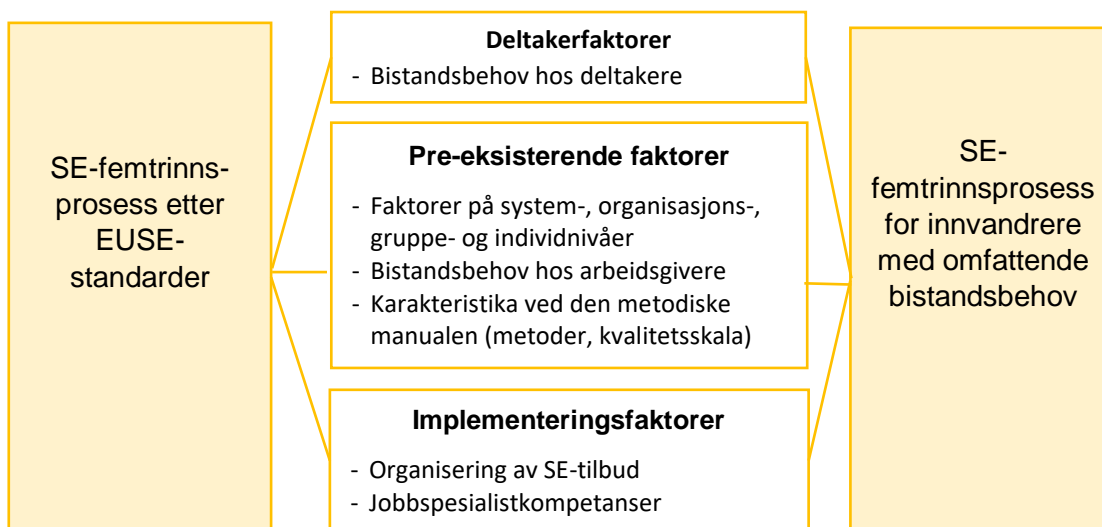 SE-femtrinns-
prosess etter
EUSE-
standarder
Deltakerfaktorer
- Bistandsbehov hos deltakere
Pre-eksisterende faktorer
- Faktorer på system-, organisasjons-,
gruppe- og individnivåer
- Bistandsbehov hos arbeidsgivere
- Karakteristika ved den metodiske
manualen (metoder, kvalitetsskala)
Implementeringsfaktorer
- Organisering av SE-tilbud
- Jobbspesialistkompetanser
SE-
femtrinnsprosess
for innvandrere
med omfattende
bistandsbehov